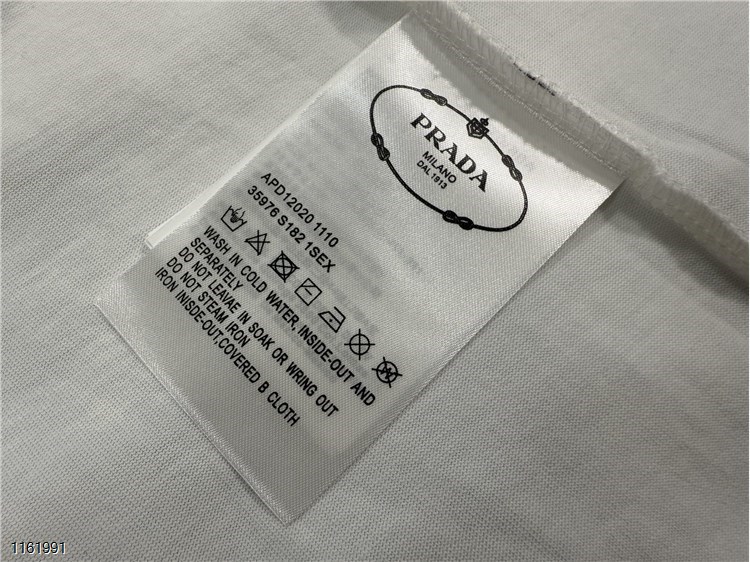 PRADA
MILANO
DAL 1913
APD12020 1110
35976 S182 1SEX
WASH IN COLD WATER, INSIDE-OUT AND
SEPARATELY
DO NOT LEAVAE IN SOAK OR WRING OUT
DO NOT STEAM IRON
IRON INISDE-OUT,COVERED B CLOTH
1161991